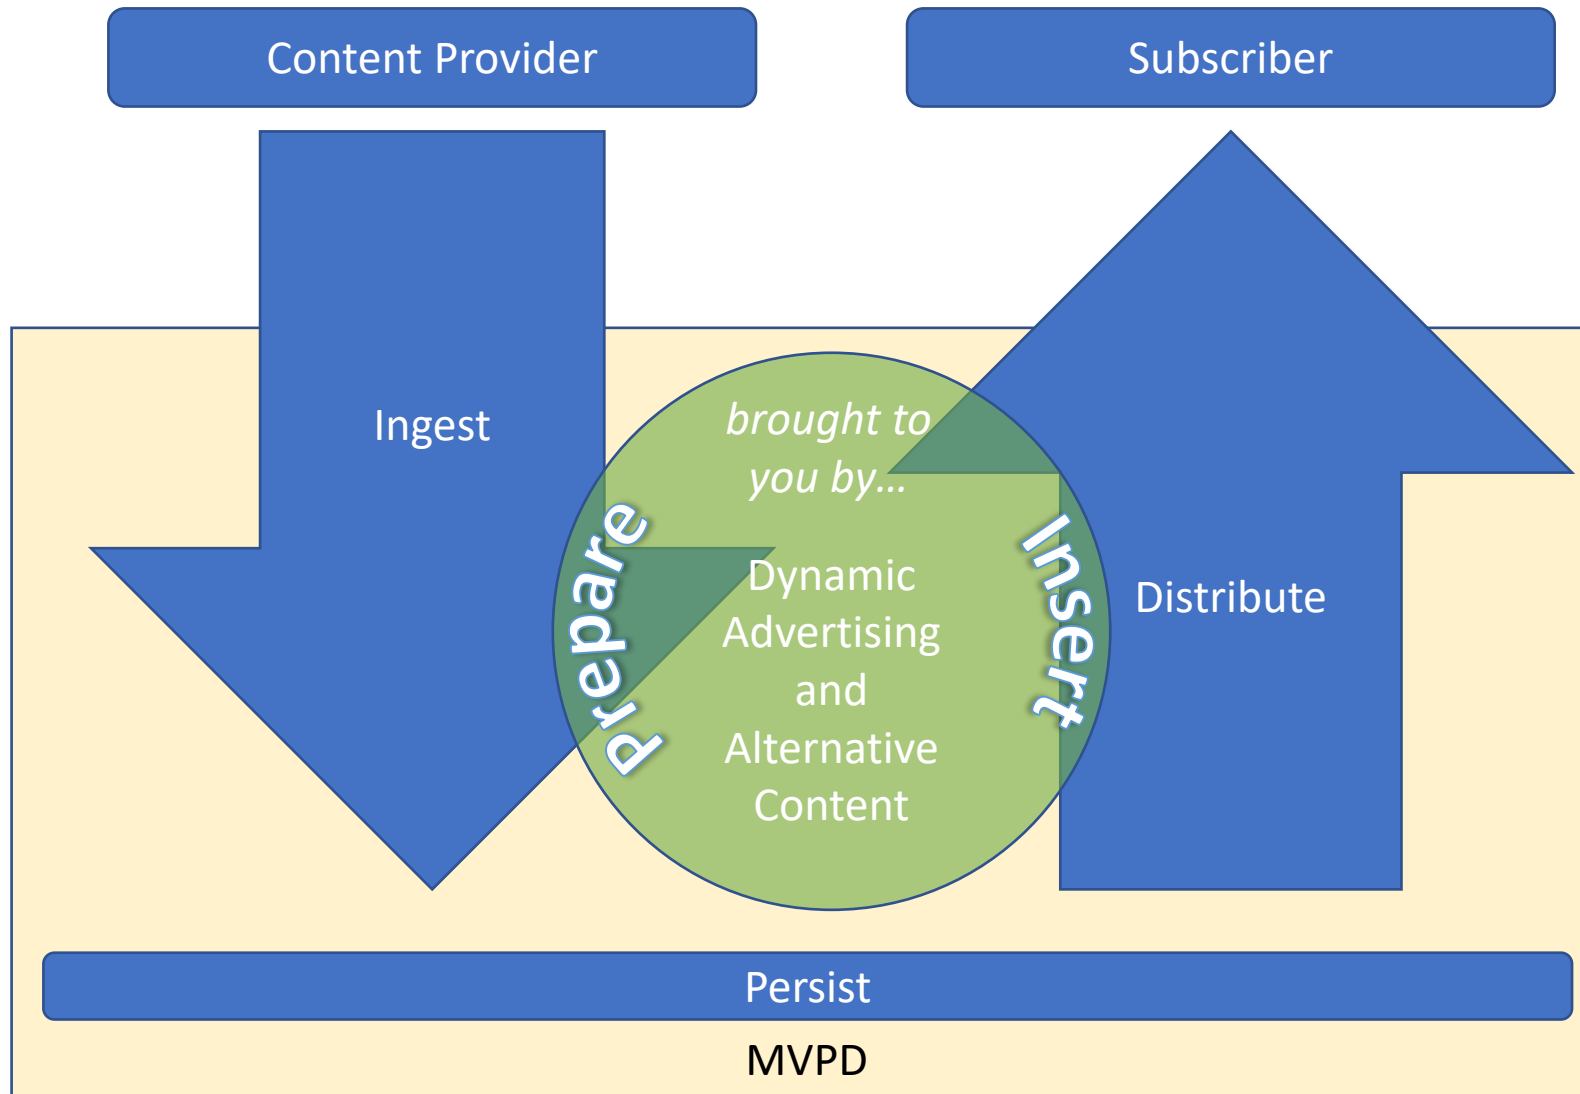 Content Provider
Subscriber
Ingest
brought to
you by…
Prepare
Dynamic
Advertising
and
Alternative
Content
Insert
Distribute
Persist
MVPD